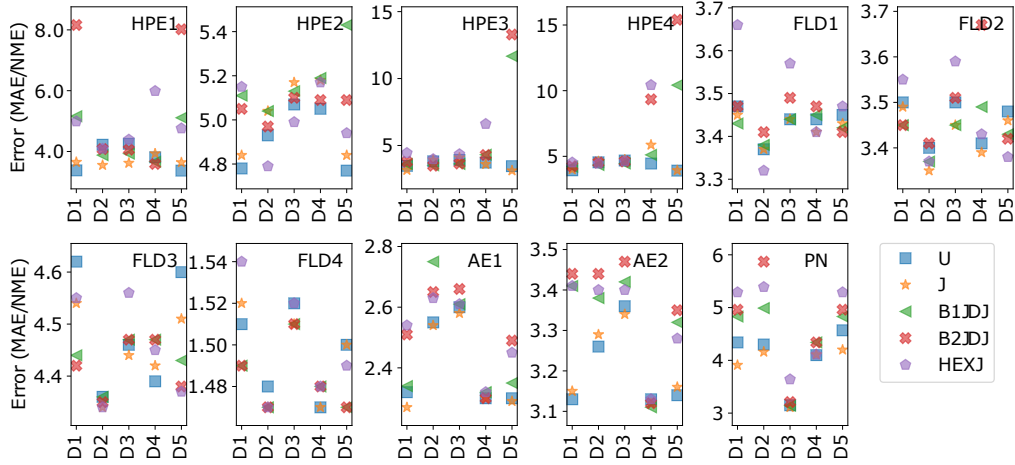 HPE1 HPE2 HPE3 HPE4 FLD1 FLD2
Error (MAE/NME)
8.0
6.0
4.0
5.4
5.2
5.0
4.8
15
10
5
15
10
5
3.7
3.6
3.5
3.4
3.3
3.7
3.6
3.5
3.4
D1 D2 D3 D4 D5
D1 D2 D3 D4 D5
D1 D2 D3 D4 D5
D1 D2 D3 D4 D5
D1 D2 D3 D4 D5
D1 D2 D3 D4 D5
FLD3 FLD4 AE1 AE2 PN
Error (MAE/NME)
4.6
4.5
4.4
1.54
1.52
1.50
1.48
2.8
2.6
2.4
3.5
3.4
3.3
3.2
3.1
6
5
4
3
D1 D2 D3 D4 D5
D1 D2 D3 D4 D5
D1 D2 D3 D4 D5
D1 D2 D3 D4 D5
D1 D2 D3 D4 D5
U
J
B1JDJ
B2JDJ
HEXJ